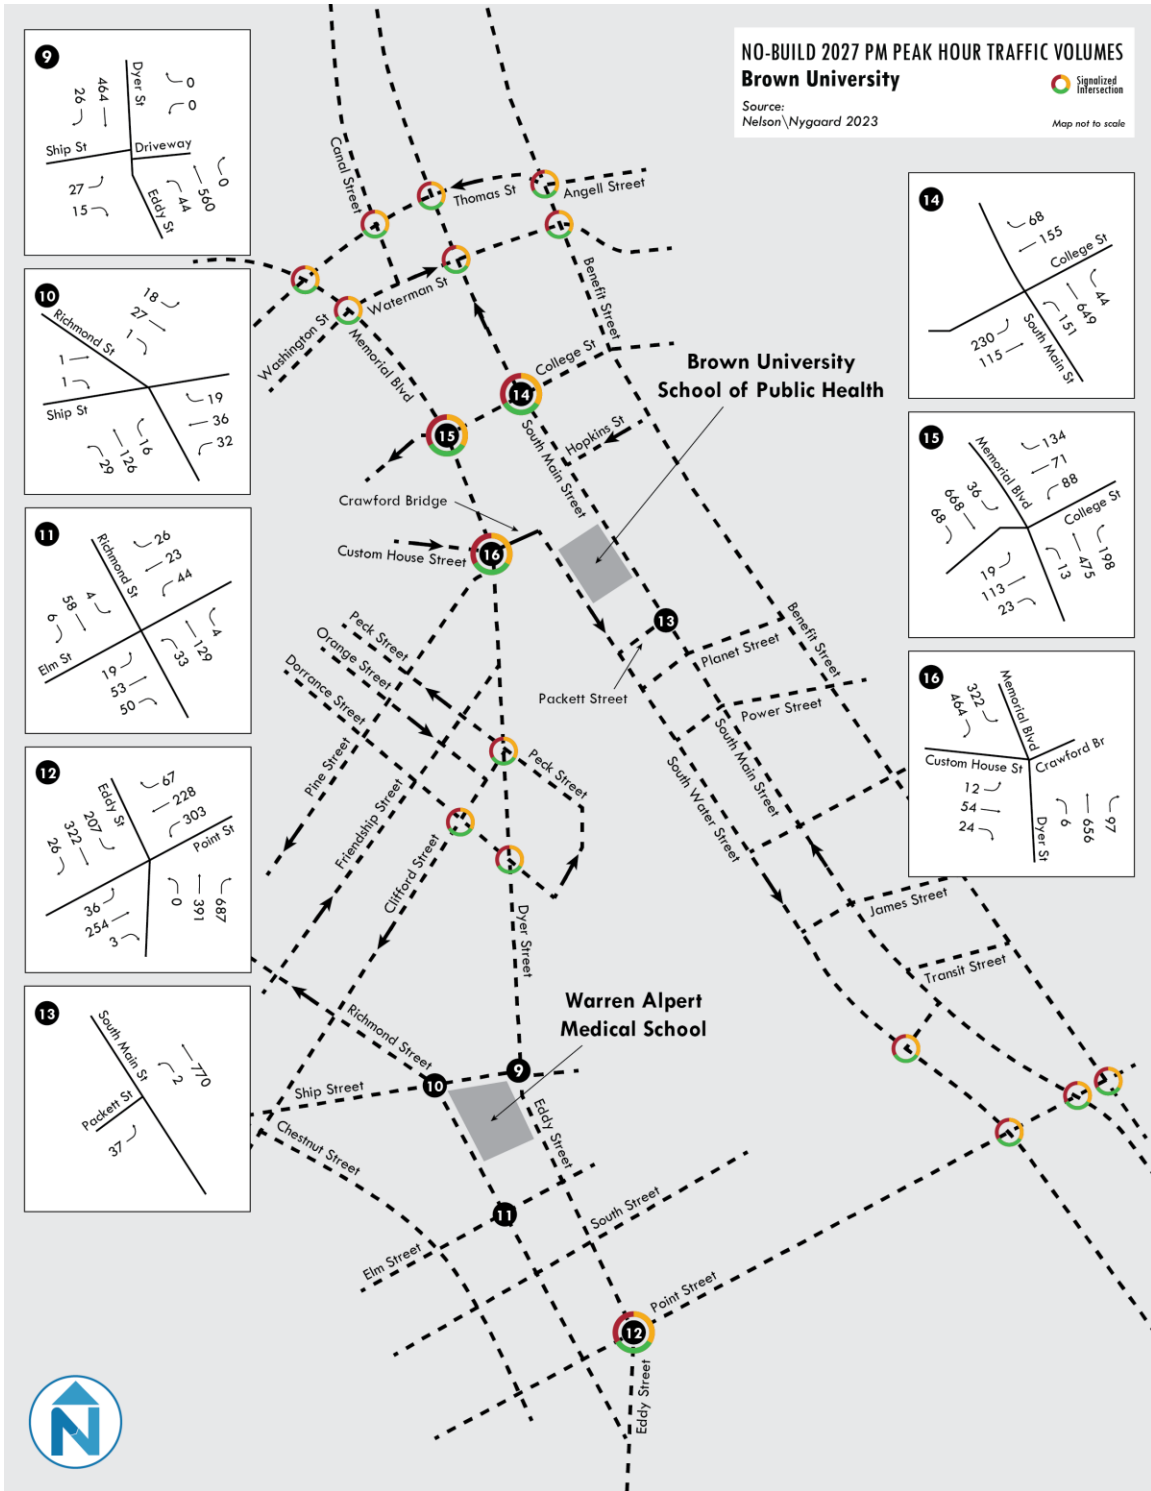 NO-BUILD 2027 PM PEAK HOUR TRAFFIC VOLUMES
Brown University
Source:
Nelson\Nygaard 2023
Signalized
Intersection
Map not to scale
9
Dyer St
464
26
0
0
Ship St
Driveway
27
15
Eddy St
44
560
0
10
Richmond St
18
27
1
1
1
Ship St
19
36
32
16
126
29
11
Richmond St
26
23
44
4
58
6
Elm St
19
53
50
33
129
4
12
Eddy St
67
228
303
207
322
26
Point St
36
254
3
0
391
687
13
South Main St
770
2
Packett St
37
14
68
155
College St
44
649
151
South Main St
230
115
15
Memorial Blvd
134
71
88
36
668
68
College St
198
475
13
19
113
23
16
Memorial Blvd
322
464
Custom House St
Crawford Br
12
54
24
Dyer St
6
656
97
Canal Street
Thomas St
Angell Street
Waterman St
Washington St
Memorial Blvd
Benefit Street
College St
Brown University
School of Public Health
14
15
Hopkins St
South Main Street
Crawford Bridge
Custom House Street
16
Peck Street
Orange Street
Dorrance Street
13
Planet Street
Benefit Street
Packett Street
Power Street
South Main Street
Pine Street
Peck Street
Friendship Street
South Water Street
Clifford Street
Dyer Street
James Street
Transit Street
Richmond Street
Warren Alpert
Medical School
9
10
Ship Street
Eddy Street
Chestnut Street
11
South Street
Elm Street
Point Street
12
Eddy Street
N